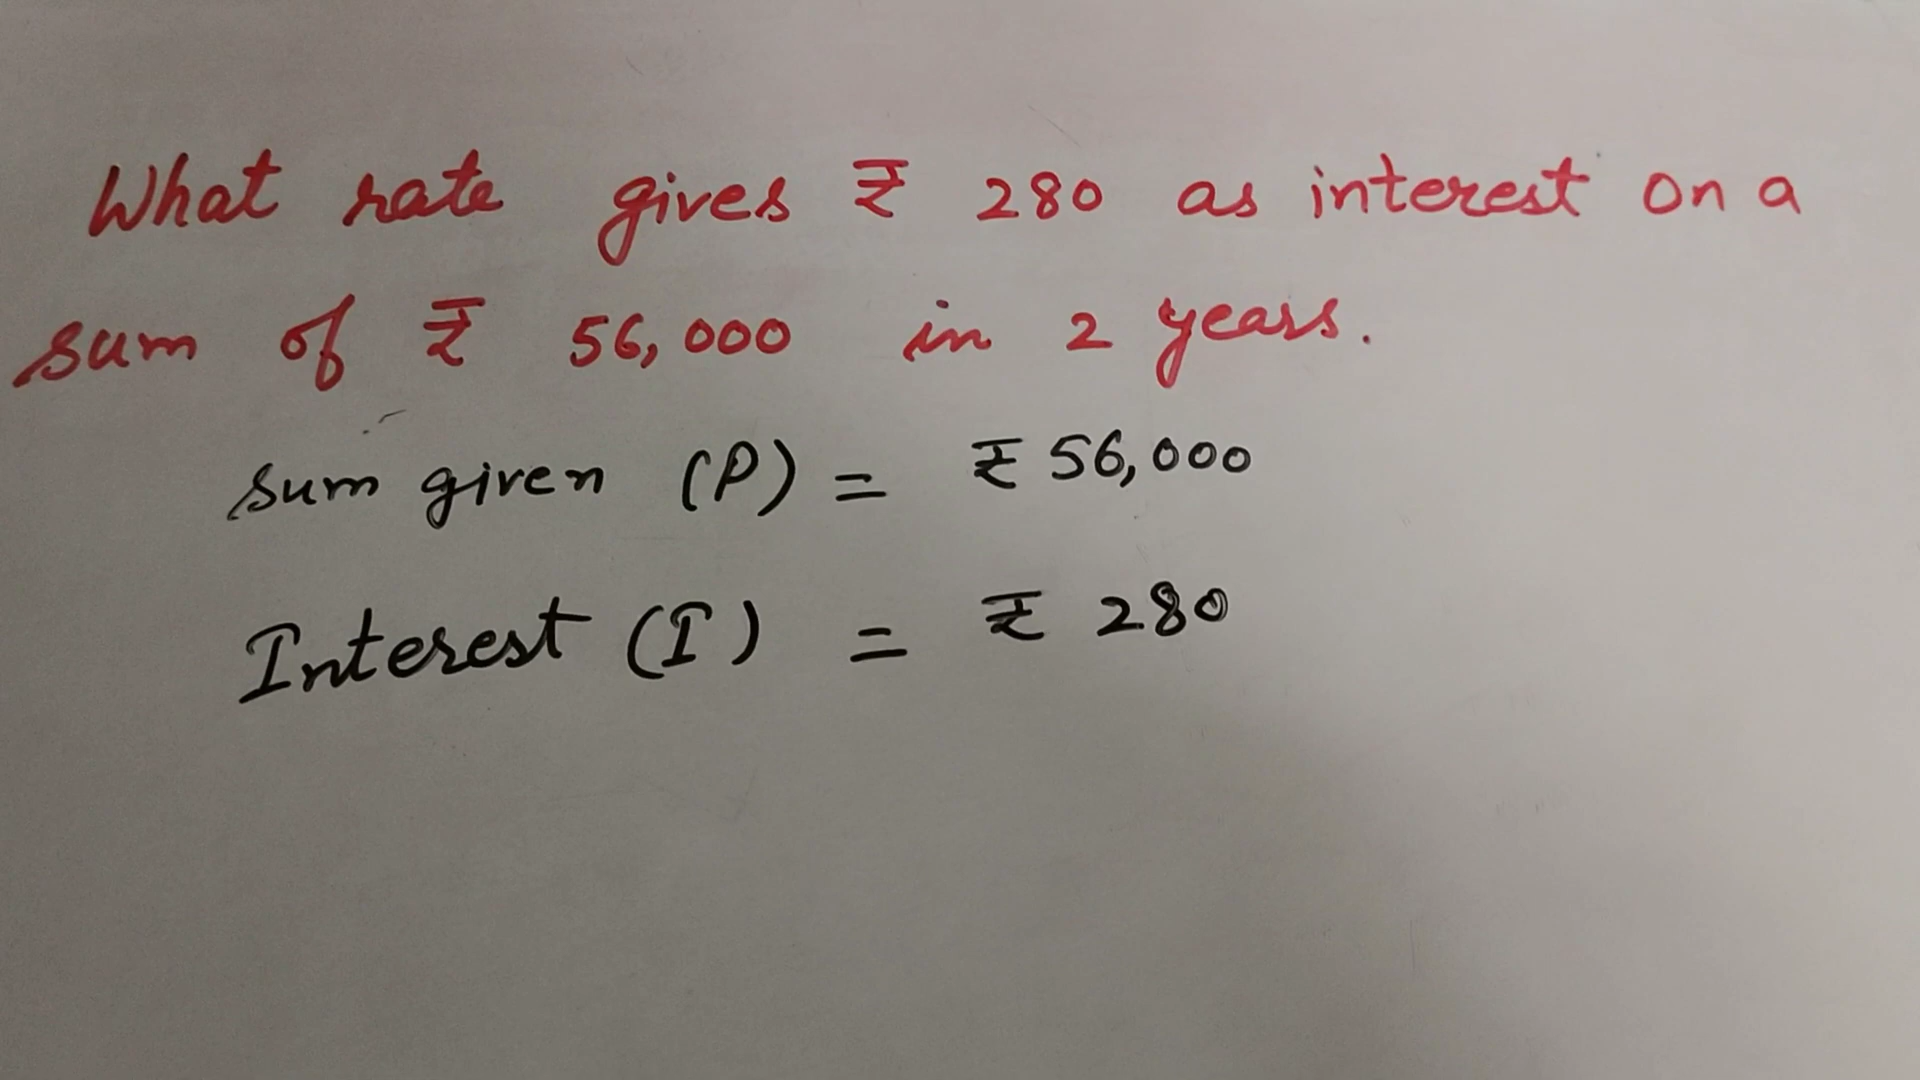 What rate gives ₹ 280 as interest on a
sum of ₹ 56,000 in 2 years.
sum given (P) = ₹ 56,000
Interest (I) = ₹ 280